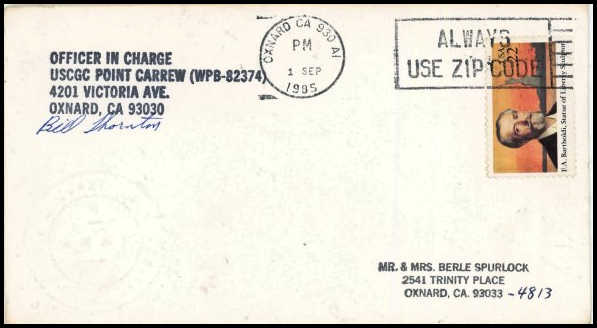 OFFICER IN CHARGE
USCGC POINT CARREW (WPB-82374)
4201 VICTORIA AVE.
OXNARD, CA 93030
Bill Thornton
OXNARD CA 930 A1
PM
1 SEP
1985
ALWAYS
USE ZIP CODE
USA 22
F.A. Bartholdi, Statue of Liberty Sculptor
MR. & MRS. BERLE SPURLOCK
2541 TRINITY PLACE
OXNARD, CA. 93033 -4813